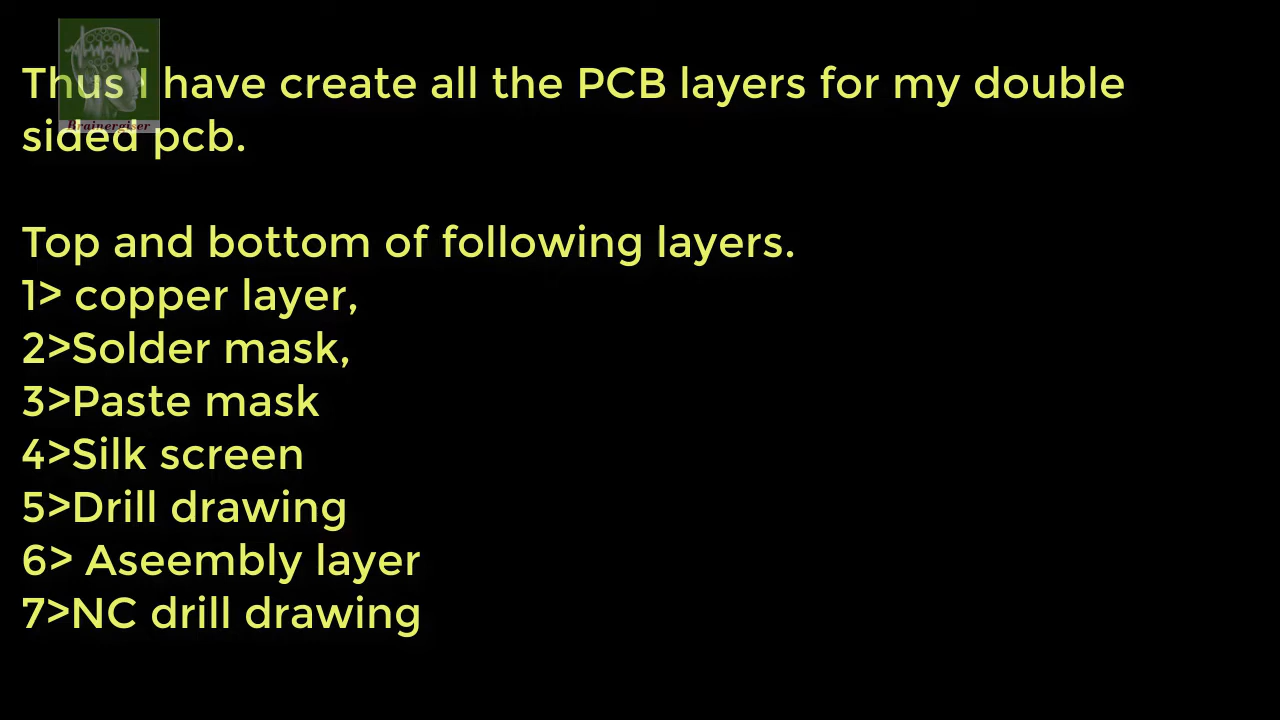 Thus I have create all the PCB layers for my double
sided pcb.
Top and bottom of following layers.
1> copper layer,
2>Solder mask,
3>Paste mask
4>Silk screen
5>Drill drawing
6> Aseembly layer
7>NC drill drawing
Brainergiser